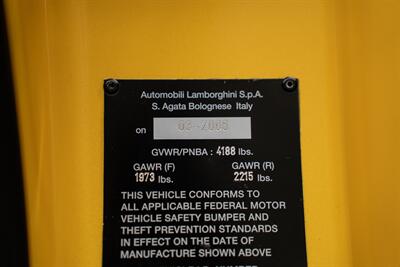 Automobili Lamborghini S.p.A.
S. Agata Bolognese Italy
on 03-2005
GVWR/PNBA : 4188 lbs.
GAWR (F) GAWR (R)
1973 lbs. 2215 lbs.
THIS VEHICLE CONFORMS TO
ALL APPLICABLE FEDERAL MOTOR
VEHICLE SAFETY BUMPER AND
THEFT PREVENTION STANDARDS
IN EFFECT ON THE DATE OF
MANUFACTURE SHOWN ABOVE